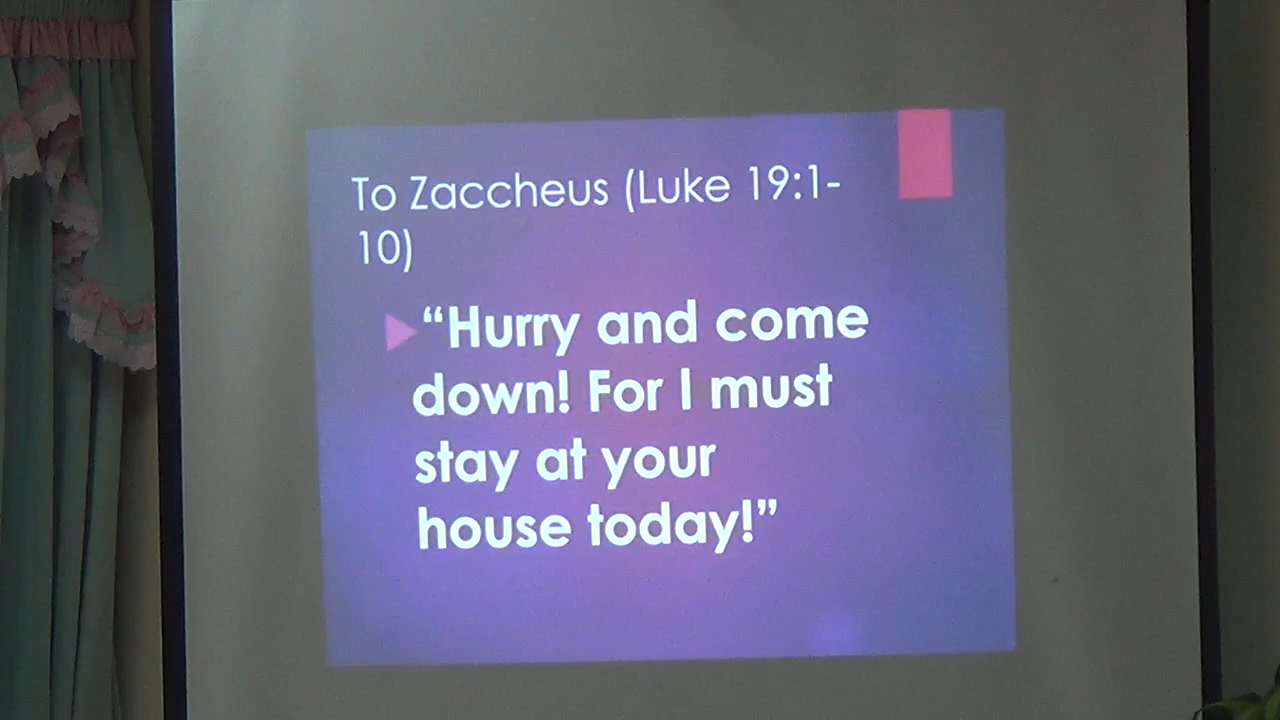 To Zaccheus (Luke 19:1-
10)
“Hurry and come
down! For I must
stay at your
house today!”